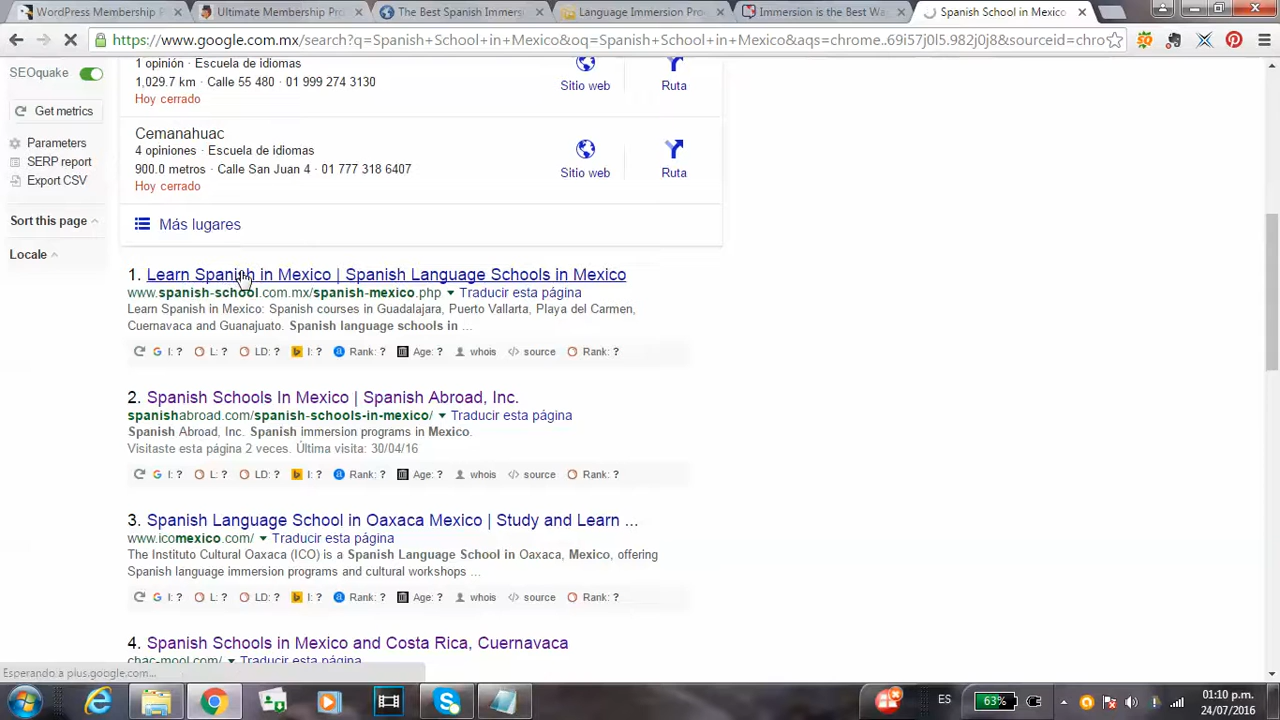 WordPress Membership P
Ultimate Membership Pro
The Best Spanish Immers
Language Immersion Pro
Immersion is the Best Wa
Spanish School in Mexico
https://www.google.com.mx/search?q=Spanish+School+in+Mexico&oq=Spanish+School+in+Mexico&aqs=chrome..69i57j0l5.982j0j8&sourceid=chro
SEOquake
Get metrics
Parameters
SERP report
Export CSV
Sort this page
Locale
1 opinión · Escuela de idiomas
1,029.7 km · Calle 55 480 · 01 999 274 3130
Hoy cerrado
Sitio web
Ruta
Cemanahuac
4 opiniones · Escuela de idiomas
900.0 metros · Calle San Juan 4 · 01 777 318 6407
Hoy cerrado
Sitio web
Ruta
Más lugares
1. Learn Spanish in Mexico | Spanish Language Schools in Mexico
www.spanish-school.com.mx/spanish-mexico.php Traducir esta página
Learn Spanish in Mexico: Spanish courses in Guadalajara, Puerto Vallarta, Playa del Carmen,
Cuernavaca and Guanajuato. Spanish language schools in ...
I: ? L: ? LD: ? I: ? Rank: ? Age: ? whois source Rank: ?
2. Spanish Schools In Mexico | Spanish Abroad, Inc.
spanishabroad.com/spanish-schools-in-mexico/ Traducir esta página
Spanish Abroad, Inc. Spanish immersion programs in Mexico.
Visitaste esta página 2 veces. Última visita: 30/04/16
I: ? L: ? LD: ? I: ? Rank: ? Age: ? whois source Rank: ?
3. Spanish Language School in Oaxaca Mexico | Study and Learn ...
www.icomexico.com/ Traducir esta página
The Instituto Cultural Oaxaca (ICO) is a Spanish Language School in Oaxaca, Mexico, offering
Spanish language immersion programs and cultural workshops ...
I: ? L: ? LD: ? I: ? Rank: ? Age: ? whois source Rank: ?
4. Spanish Schools in Mexico and Costa Rica, Cuernavaca
chac-mool.com/ Traducir esta página
Esperando a plus.google.com...
ES
63%
01:10 p.m.
24/07/2016